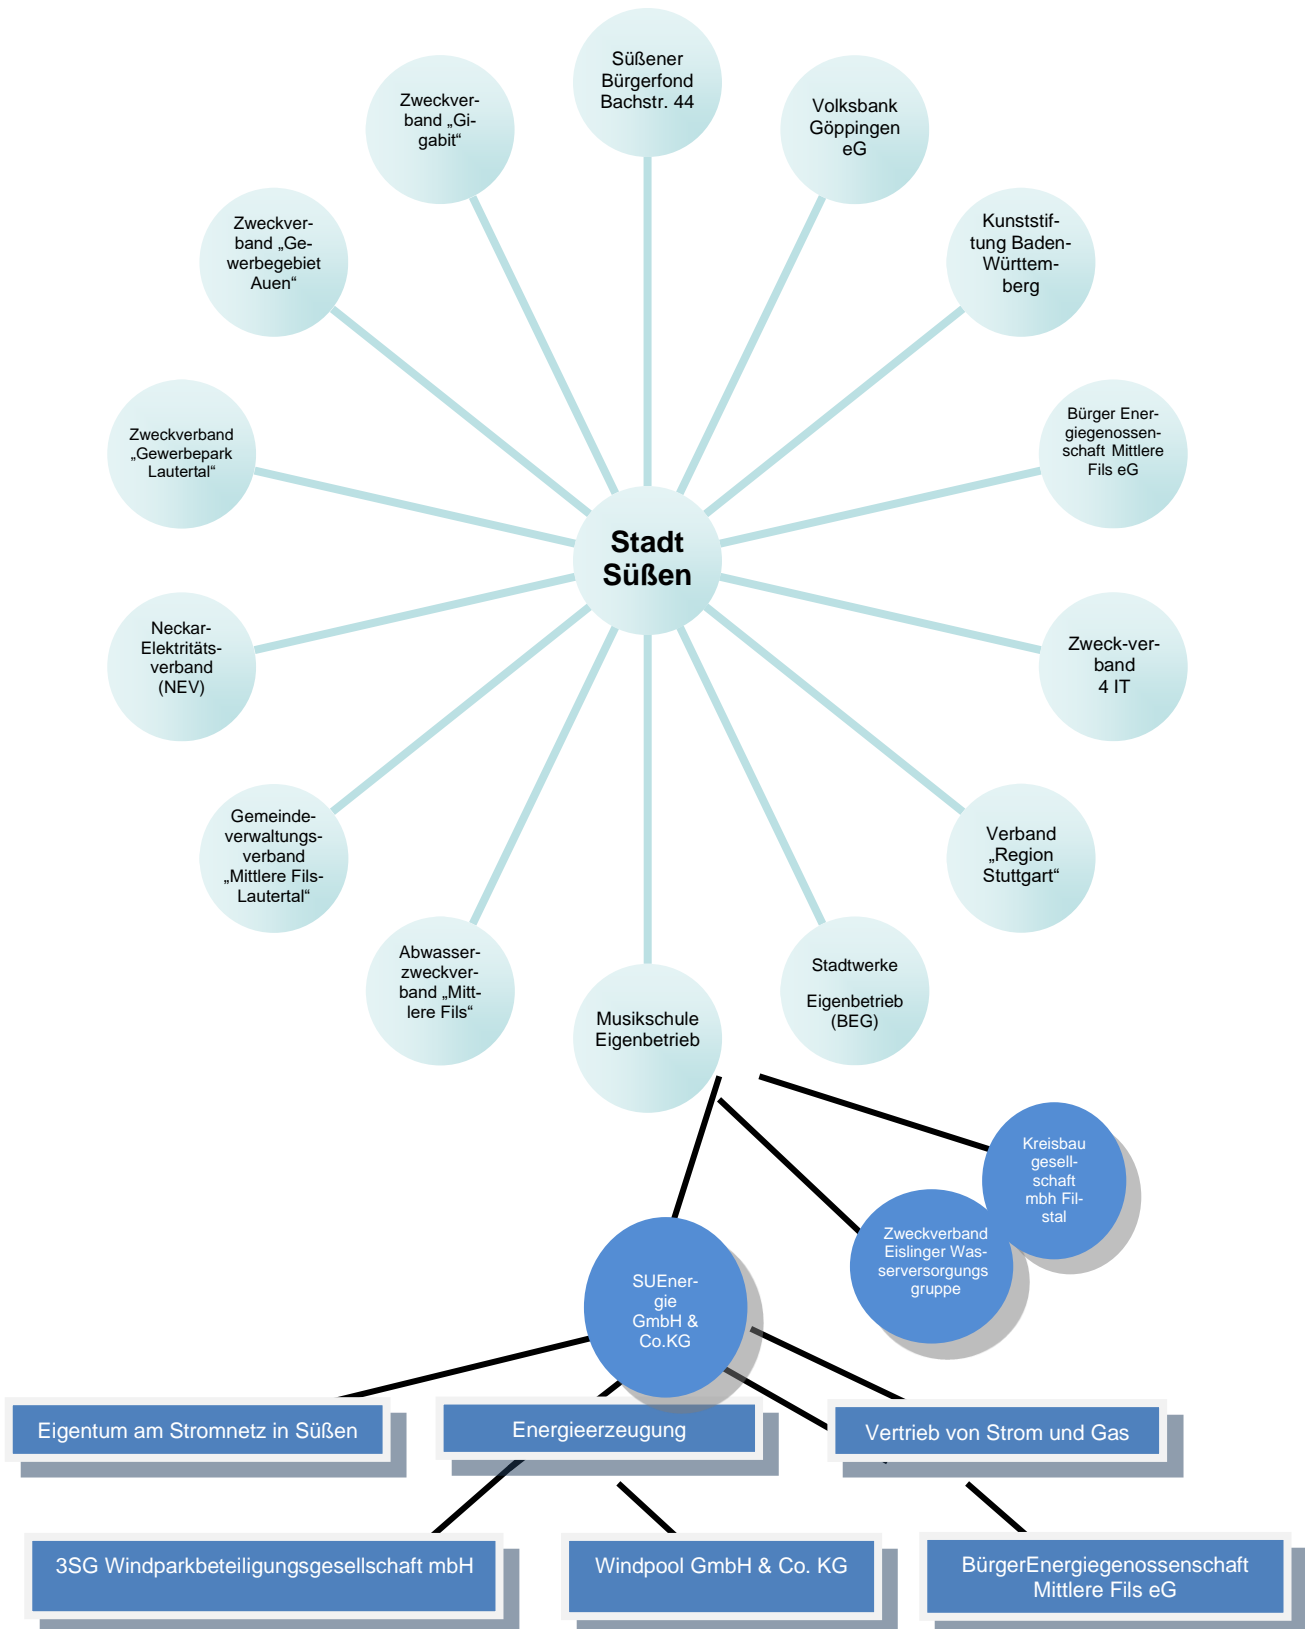 Süßener
Bürgerfond
Bachstr. 44
Volksbank
Göppingen
eG
Kunststif-
tung Baden-
Württem-
berg
Bürger Ener-
giegenossen-
schaft Mittlere
Fils eG
Zweck-ver-
band
4 IT
Verband
„Region
Stuttgart“
Stadtwerke
Eigenbetrieb
(BEG)
Musikschule
Eigenbetrieb
Abwasser-
zweckver-
band „Mitt-
lere Fils“
Gemeinde-
verwaltungs-
verband
„Mittlere Fils-
Lautertal“
Neckar-
Elektritäts-
verband
(NEV)
Zweckverband
„Gewerbepark
Lautertal“
Zweckver-
band „Ge-
werbegebiet
Auen“
Zweckver-
band „Gi-
gabit“
Stadt
Süßen
Kreisbau
gesell-
schaft
mbh Fil-
stal
Zweckverband
Eislinger Was-
serversorgungs
gruppe
SUEner-
gie
GmbH &
Co.KG
Eigentum am Stromnetz in Süßen
Energieerzeugung
Vertrieb von Strom und Gas
3SG Windparkbeteiligungsgesellschaft mbH
Windpool GmbH & Co. KG
BürgerEnergiegenossenschaft
Mittlere Fils eG